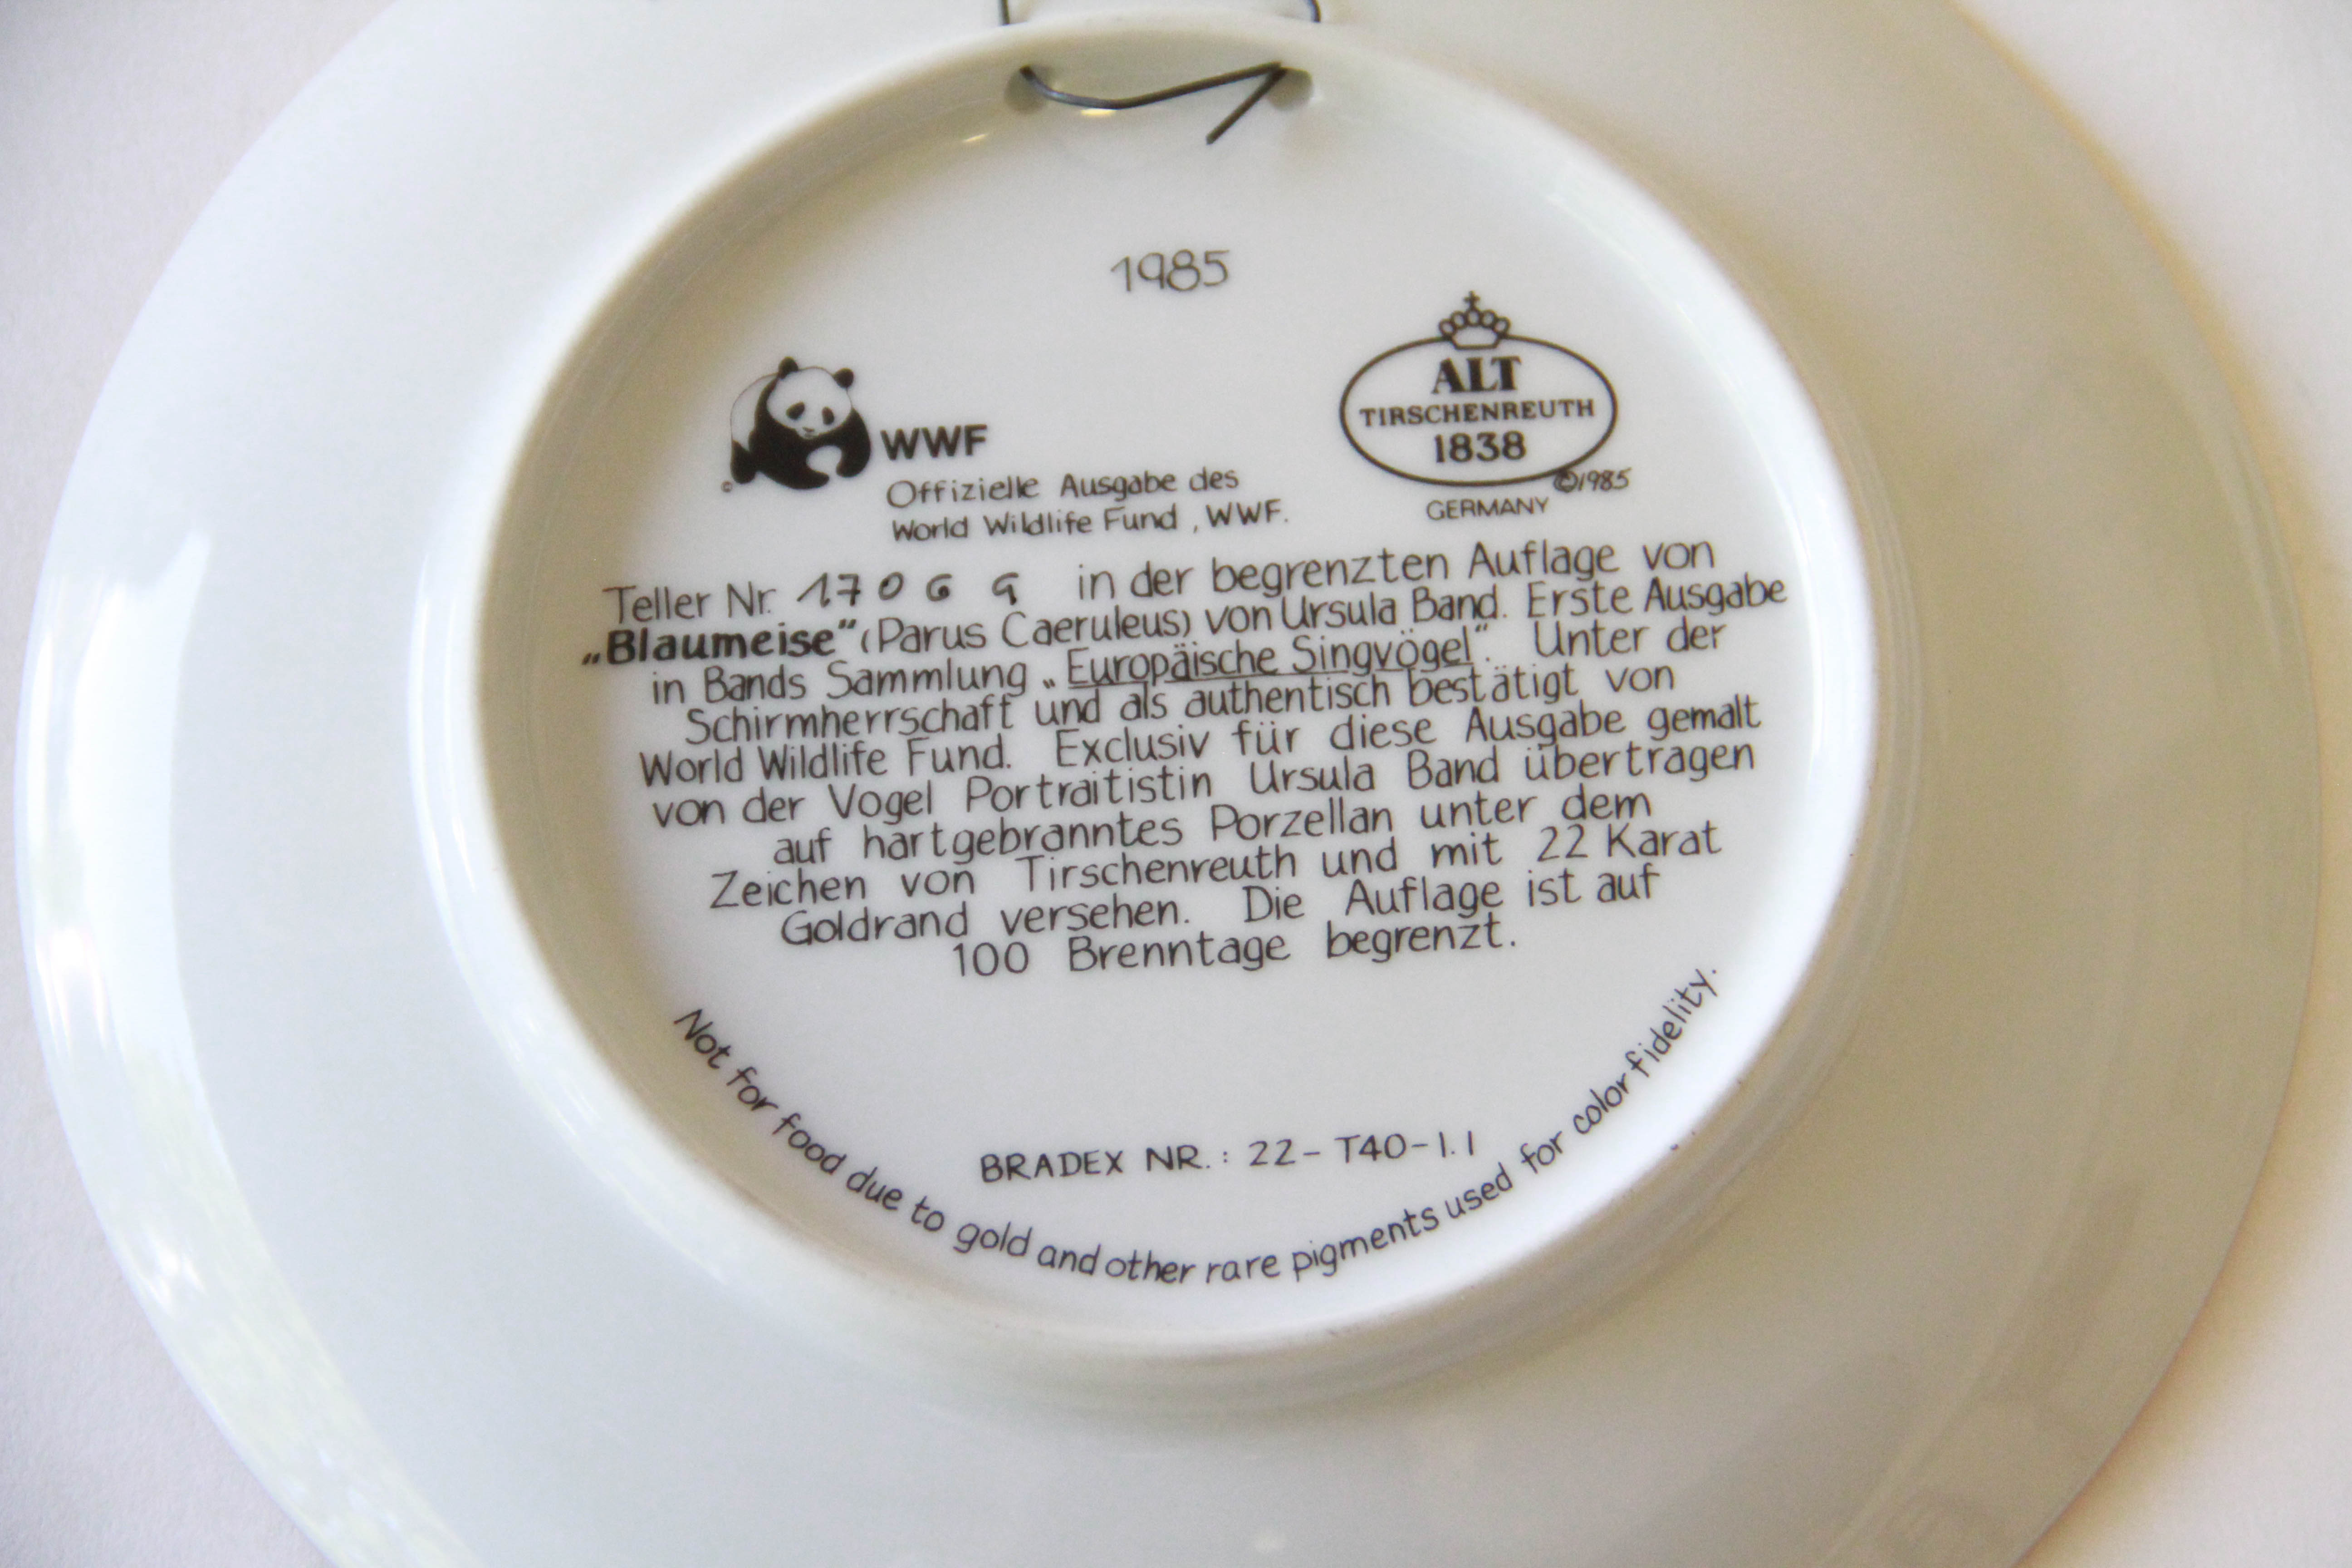 1985
WWF
©
Offizielle Ausgabe des
World Wildlife Fund, WWF.
ALT
TIRSCHENREUTH
1838
©1985
GERMANY
Teller Nr. in der begrenzten Auflage von
„Blaumeise“ (Parus Caeruleus) von Ursula Band. Erste Ausgabe
in Bands Sammlung „Europäische Singvögel“. Unter der
Schirmherrschaft und als authentisch bestätigt von
World Wildlife Fund. Exclusiv für diese Ausgabe gemalt
von der Vogel Portraitistin Ursula Band übertragen
auf hartgebranntes Porzellan unter dem
Zeichen von Tirschenreuth und mit 22 Karat
Goldrand versehen. Die Auflage ist auf
100 Brenntage begrenzt.
BRADEX NR.: 22-T40-1.1
Not for food due to gold and other rare pigments used for color fidelity.